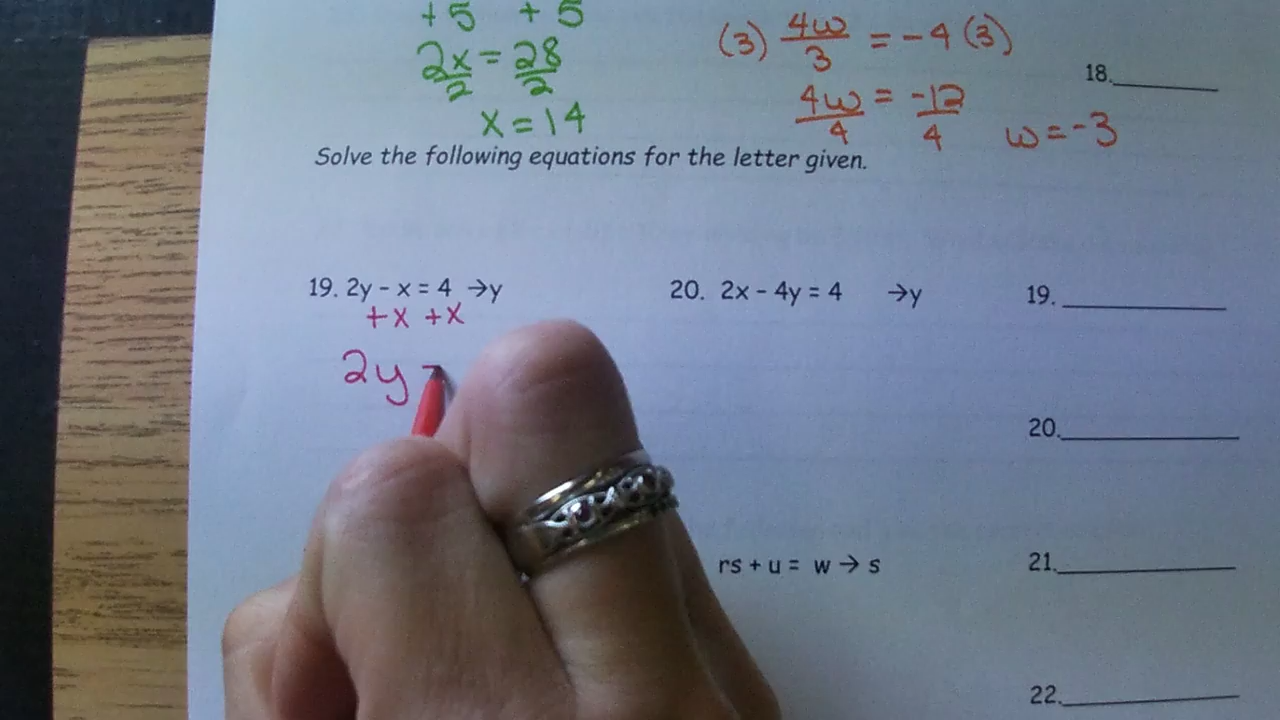 +5 +5
2x = 28
2 2
x = 14
(3) 4w = -4 (3)
3
4w = -12
4 4
w = -3
18.
Solve the following equations for the letter given.
19. 2y - x = 4 →y
+x +x
2y
20. 2x - 4y = 4 →y
19.
20.
rs + u = w → s
21.
22.